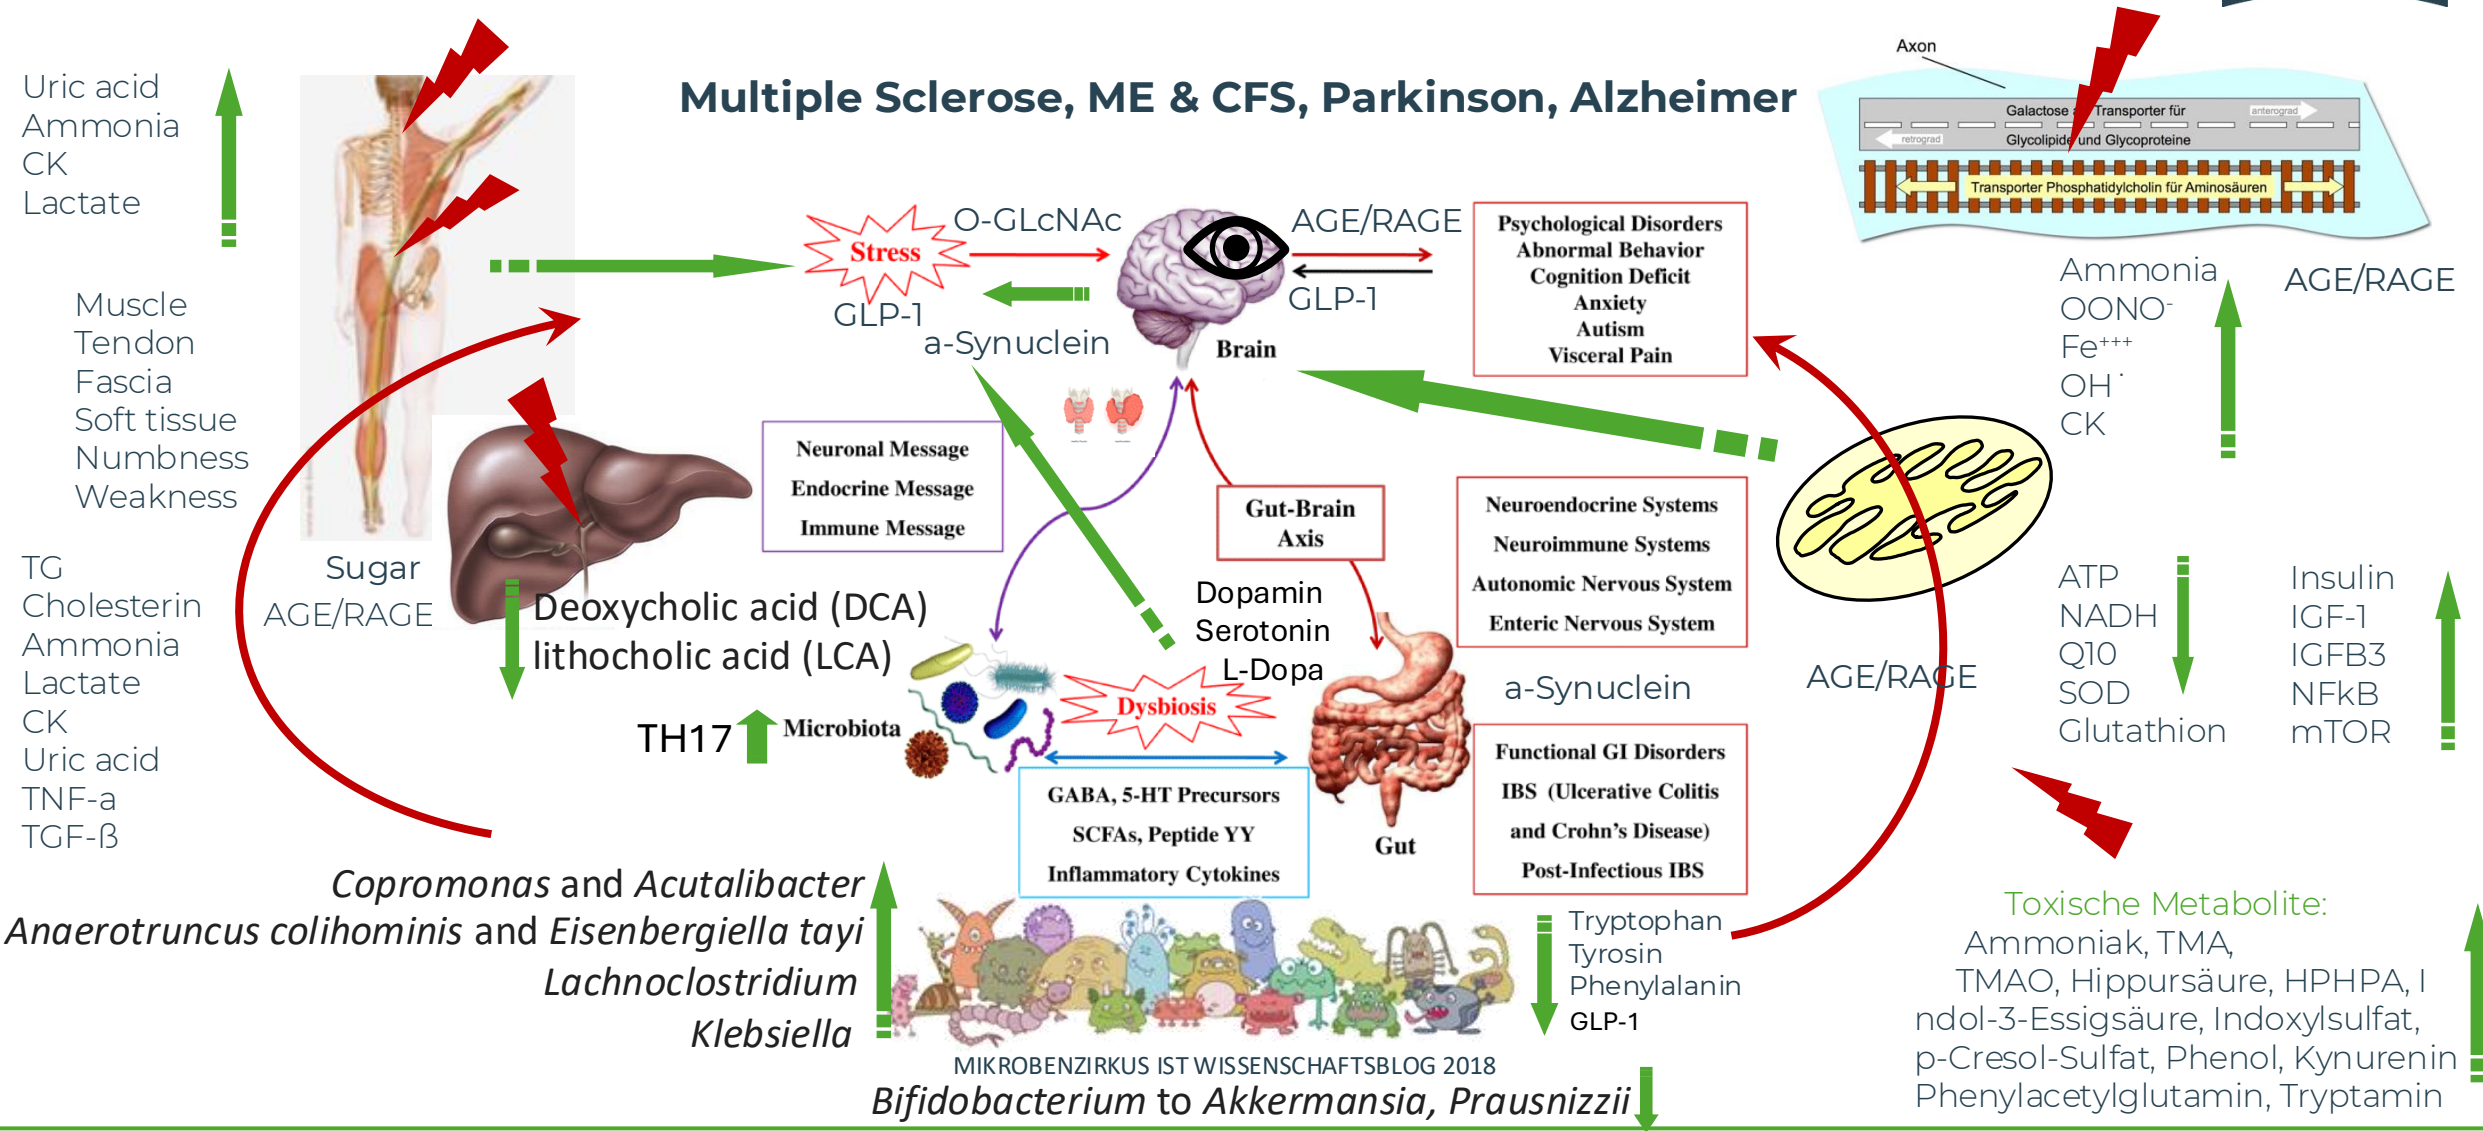 Multiple Sclerose, ME & CFS, Parkinson, Alzheimer
Uric acid
Ammonia
CK
Lactate
Muscle
Tendon
Fascia
Soft tissue
Numbness
Weakness
TG
Cholesterin
Ammonia
Lactate
CK
Uric acid
TNF-a
TGF-ß
Sugar
AGE/RAGE
Stress
GLP-1
O-GLcNAc
a-Synuclein
Brain
AGE/RAGE
GLP-1
Psychological Disorders
Abnormal Behavior
Cognition Deficit
Anxiety
Autism
Visceral Pain
Axon
Galactose Transporter für
anterograd
retrograd
Glycolipide und Glycoproteine
Transporter Phosphatidylcholin für Aminosäuren
Ammonia
OONO⁻
Fe⁺⁺⁺
OH˙
CK
AGE/RAGE
Neuronal Message
Endocrine Message
Immune Message
Gut-Brain
Axis
Neuroendocrine Systems
Neuroimmune Systems
Autonomic Nervous System
Enteric Nervous System
Deoxycholic acid (DCA)
lithocholic acid (LCA)
TH17
Microbiota
Dysbiosis
Dopamin
Serotonin
L-Dopa
a-Synuclein
AGE/RAGE
ATP
NADH
Q10
SOD
Glutathion
Insulin
IGF-1
IGFB3
NFkB
mTOR
GABA, 5-HT Precursors
SCFAs, Peptide YY
Inflammatory Cytokines
Gut
Functional GI Disorders
IBS (Ulcerative Colitis
and Crohn's Disease)
Post-Infectious IBS
Copromonas and Acutalibacter
Anaerotruncus colihominis and Eisenbergiella tayi
Lachnoclostridium
Klebsiella
Tryptophan
Tyrosin
Phenylalanin
GLP-1
MIKROBENZIRKUS IST WISSENSCHAFTSBLOG 2018
Bifidobacterium to Akkermansia, Prausnizzii
Toxische Metabolite:
Ammoniak, TMA,
TMAO, Hippursäure, HPHPA, I
ndol-3-Essigsäure, Indoxylsulfat,
p-Cresol-Sulfat, Phenol, Kynurenin
Phenylacetylglutamin, Tryptamin